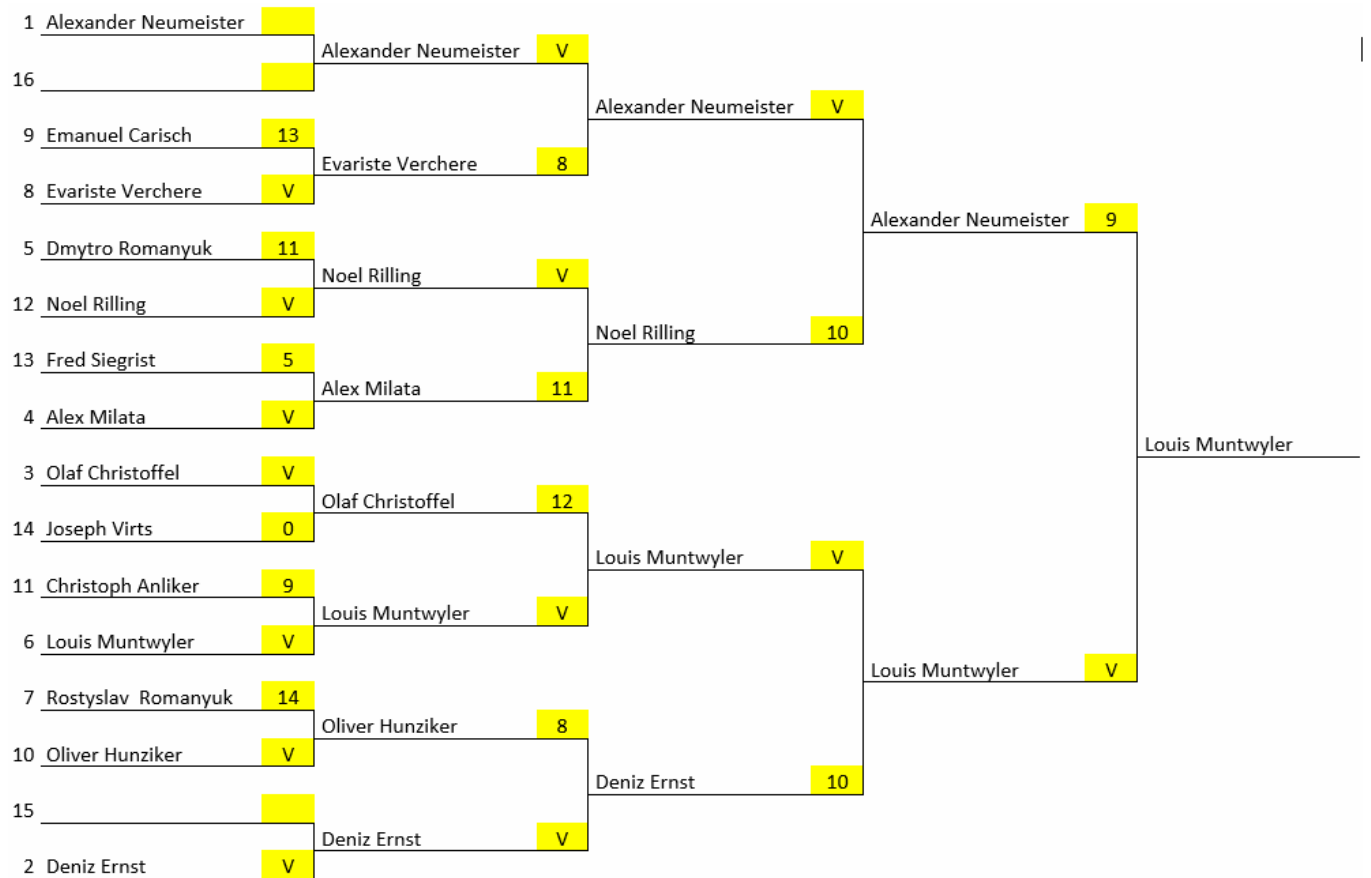 1 Alexander Neumeister
Alexander Neumeister V
16
Alexander Neumeister V
9 Emanuel Carisch 13
Evariste Verchere 8
8 Evariste Verchere V
Alexander Neumeister 9
5 Dmytro Romanyuk 11
Noel Rilling V
12 Noel Rilling V
Noel Rilling 10
13 Fred Siegrist 5
Alex Milata 11
4 Alex Milata V
Louis Muntwyler
3 Olaf Christoffel V
Olaf Christoffel 12
14 Joseph Virts 0
Louis Muntwyler V
11 Christoph Anliker 9
Louis Muntwyler V
6 Louis Muntwyler V
Louis Muntwyler V
7 Rostyslav Romanyuk 14
Oliver Hunziker 8
10 Oliver Hunziker V
Deniz Ernst 10
15
Deniz Ernst V
2 Deniz Ernst V